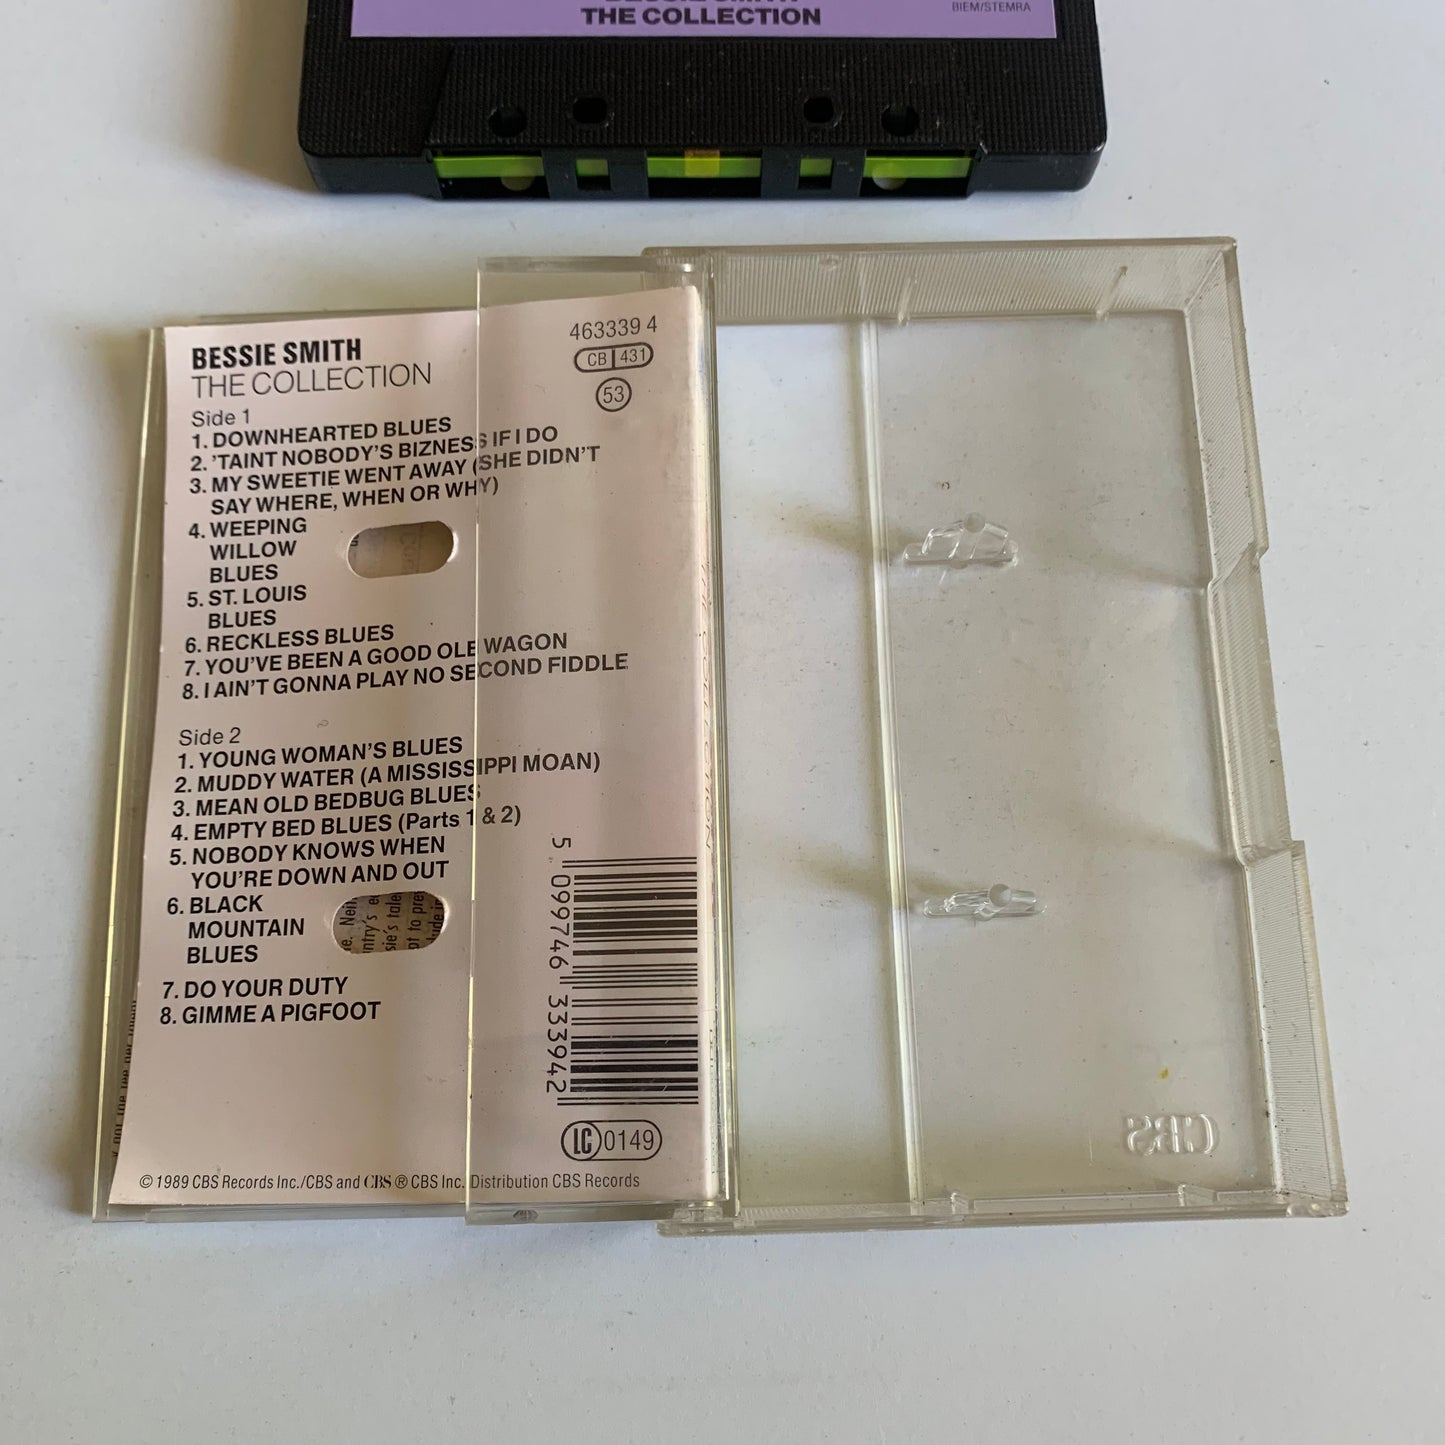 THE COLLECTION
BIEM/STEMRA
BESSIE SMITH
THE COLLECTION
463339 4
CB 431
53
Side 1
1. DOWNHEARTED BLUES
2. 'TAINT NOBODY'S BIZNESS IF I DO
3. MY SWEETIE WENT AWAY (SHE DIDN'T
SAY WHERE, WHEN OR WHY)
4. WEEPING
WILLOW
BLUES
5. ST. LOUIS
BLUES
6. RECKLESS BLUES
7. YOU'VE BEEN A GOOD OLE WAGON
8. I AIN'T GONNA PLAY NO SECOND FIDDLE
Side 2
1. YOUNG WOMAN'S BLUES
2. MUDDY WATER (A MISSISSIPPI MOAN)
3. MEAN OLD BEDBUG BLUES
4. EMPTY BED BLUES (Parts 1 & 2)
5. NOBODY KNOWS WHEN
YOU'RE DOWN AND OUT
6. BLACK
MOUNTAIN
BLUES
7. DO YOUR DUTY
8. GIMME A PIGFOOT
5 099746 333942
LC 0149
© 1989 CBS Records Inc./CBS and CBS ® CBS Inc. Distribution CBS Records
CBS